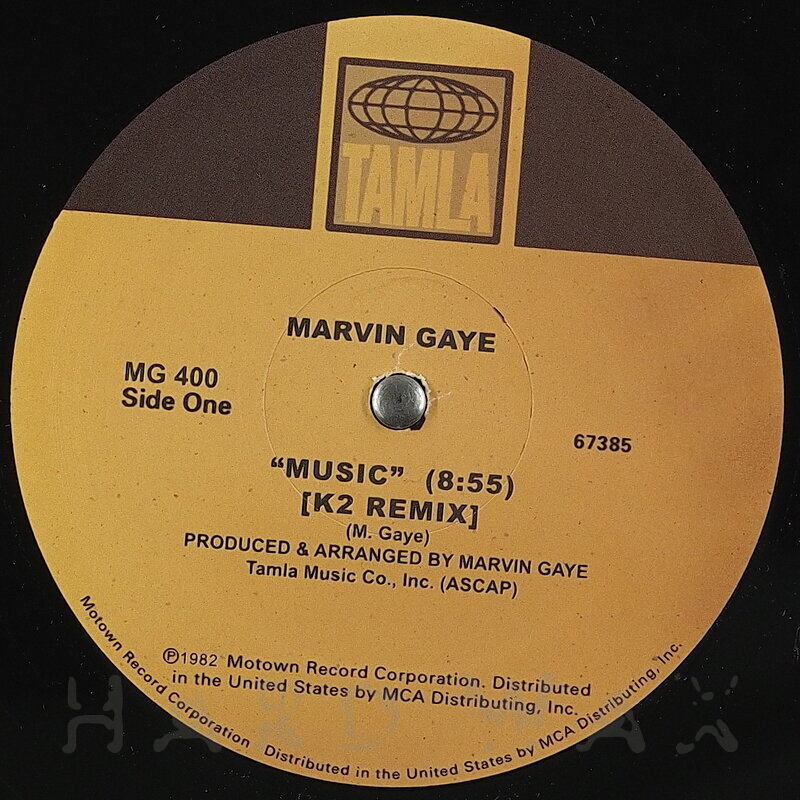 TAMLA
MARVIN GAYE
MG 400
Side One
67385
“MUSIC” (8:55)
[K2 REMIX]
(M. Gaye)
PRODUCED & ARRANGED BY MARVIN GAYE
Tamla Music Co., Inc. (ASCAP)
℗1982 Motown Record Corporation. Distributed
in the United States by MCA Distributing, Inc.
Motown Record Corporation Distributed in the United States by MCA Distributing, Inc.
HARD WAX